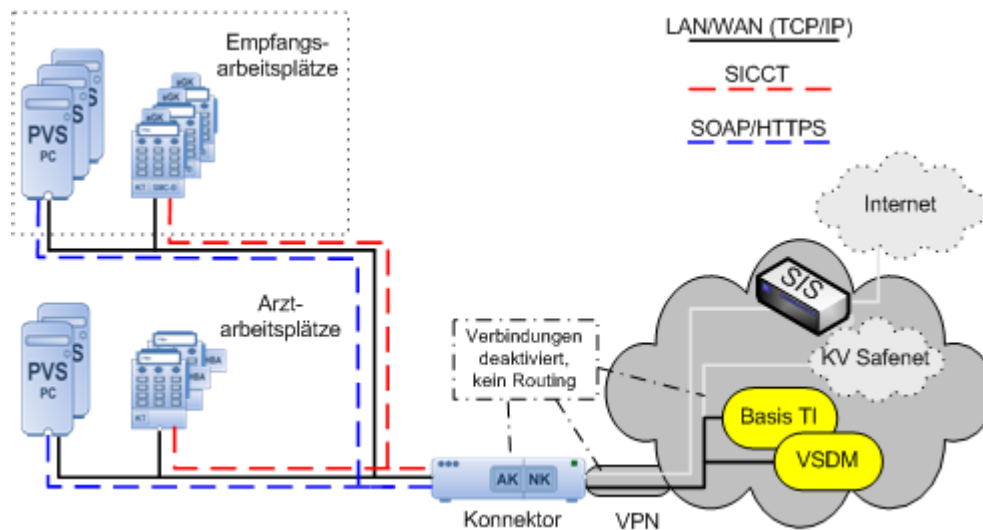 Empfangs-
arbeitsplätze
LAN/WAN (TCP/IP)
SICCT
SOAP/HTTPS
PVS
PC
S
eGK
eGK
KT
SMC-B
Internet
SIS
Arzt-
arbeitsplätze
PVS
PC
S
HBA
HBA
KT
Verbindungen
deaktiviert,
kein Routing
KV Safenet
Basis TI
VSDM
AK
NK
Konnektor
VPN